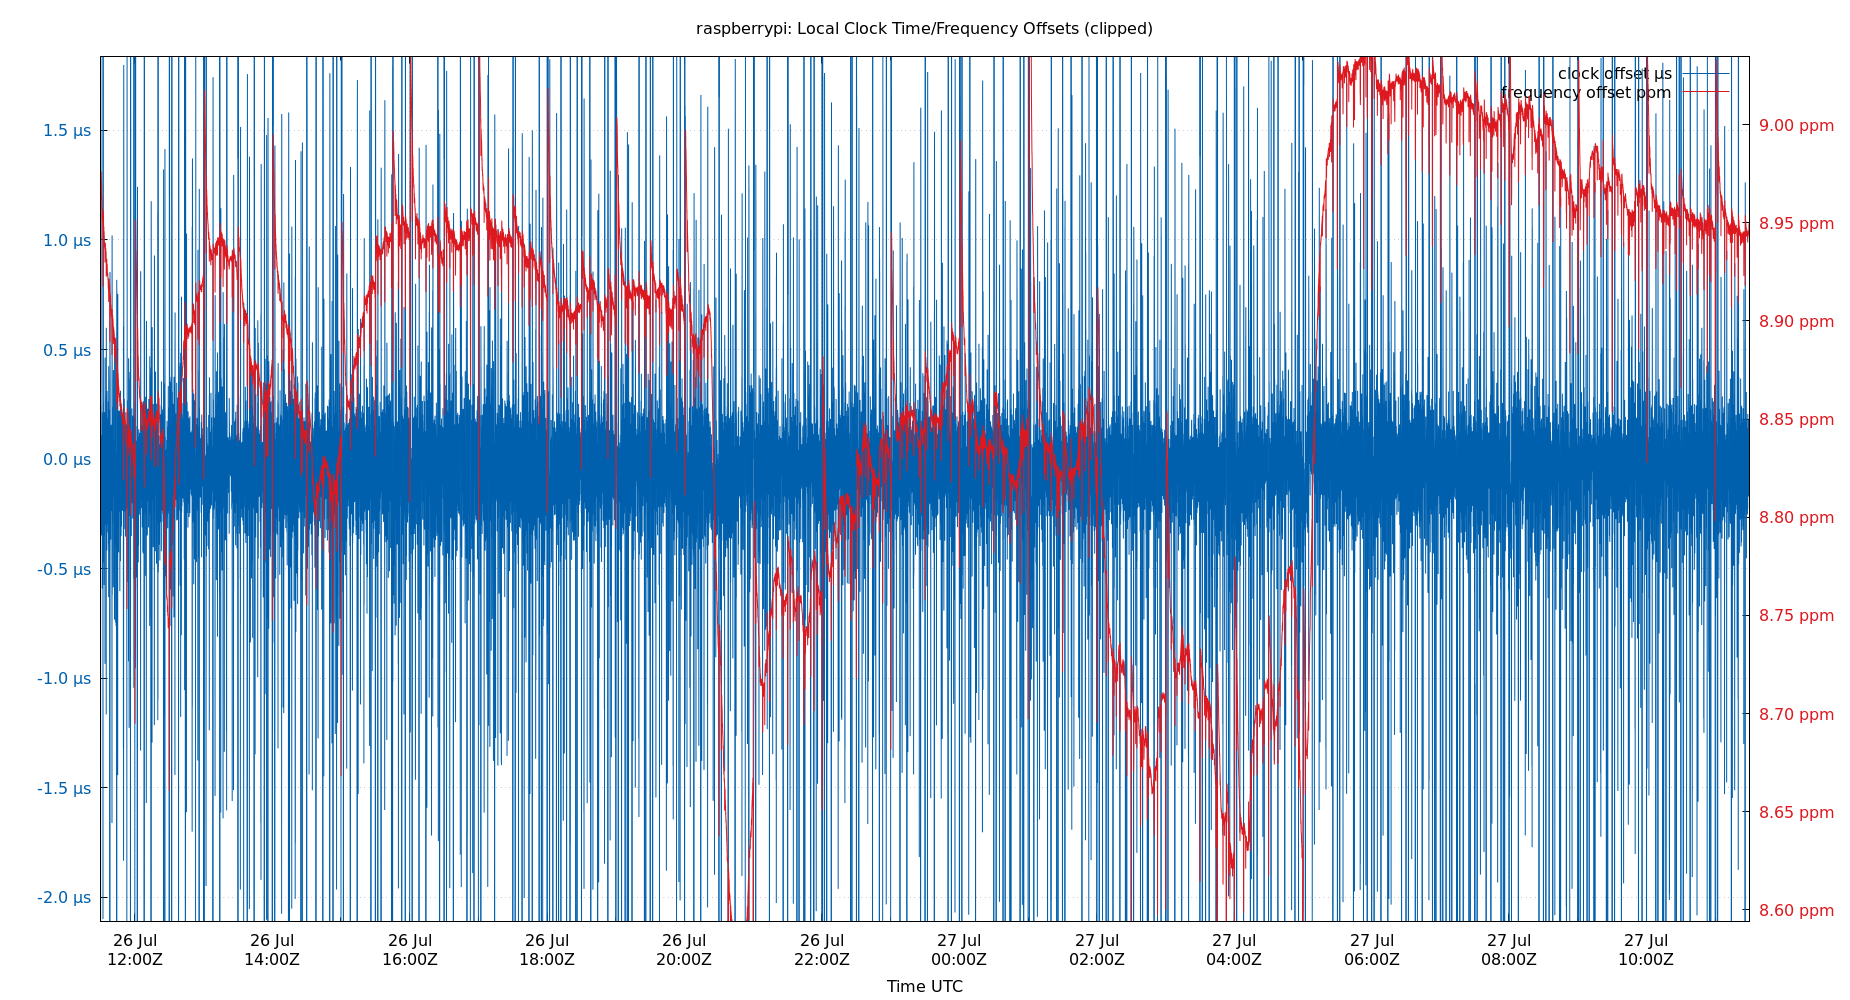 raspberrypi: Local Clock Time/Frequency Offsets (clipped)
clock offset µs
frequency offset ppm
1.5 µs
1.0 µs
0.5 µs
0.0 µs
-0.5 µs
-1.0 µs
-1.5 µs
-2.0 µs
9.00 ppm
8.95 ppm
8.90 ppm
8.85 ppm
8.80 ppm
8.75 ppm
8.70 ppm
8.65 ppm
8.60 ppm
26 Jul 26 Jul 26 Jul 26 Jul 26 Jul 26 Jul 27 Jul 27 Jul 27 Jul 27 Jul 27 Jul 27 Jul
12:00Z 14:00Z 16:00Z 18:00Z 20:00Z 22:00Z 00:00Z 02:00Z 04:00Z 06:00Z 08:00Z 10:00Z
Time UTC